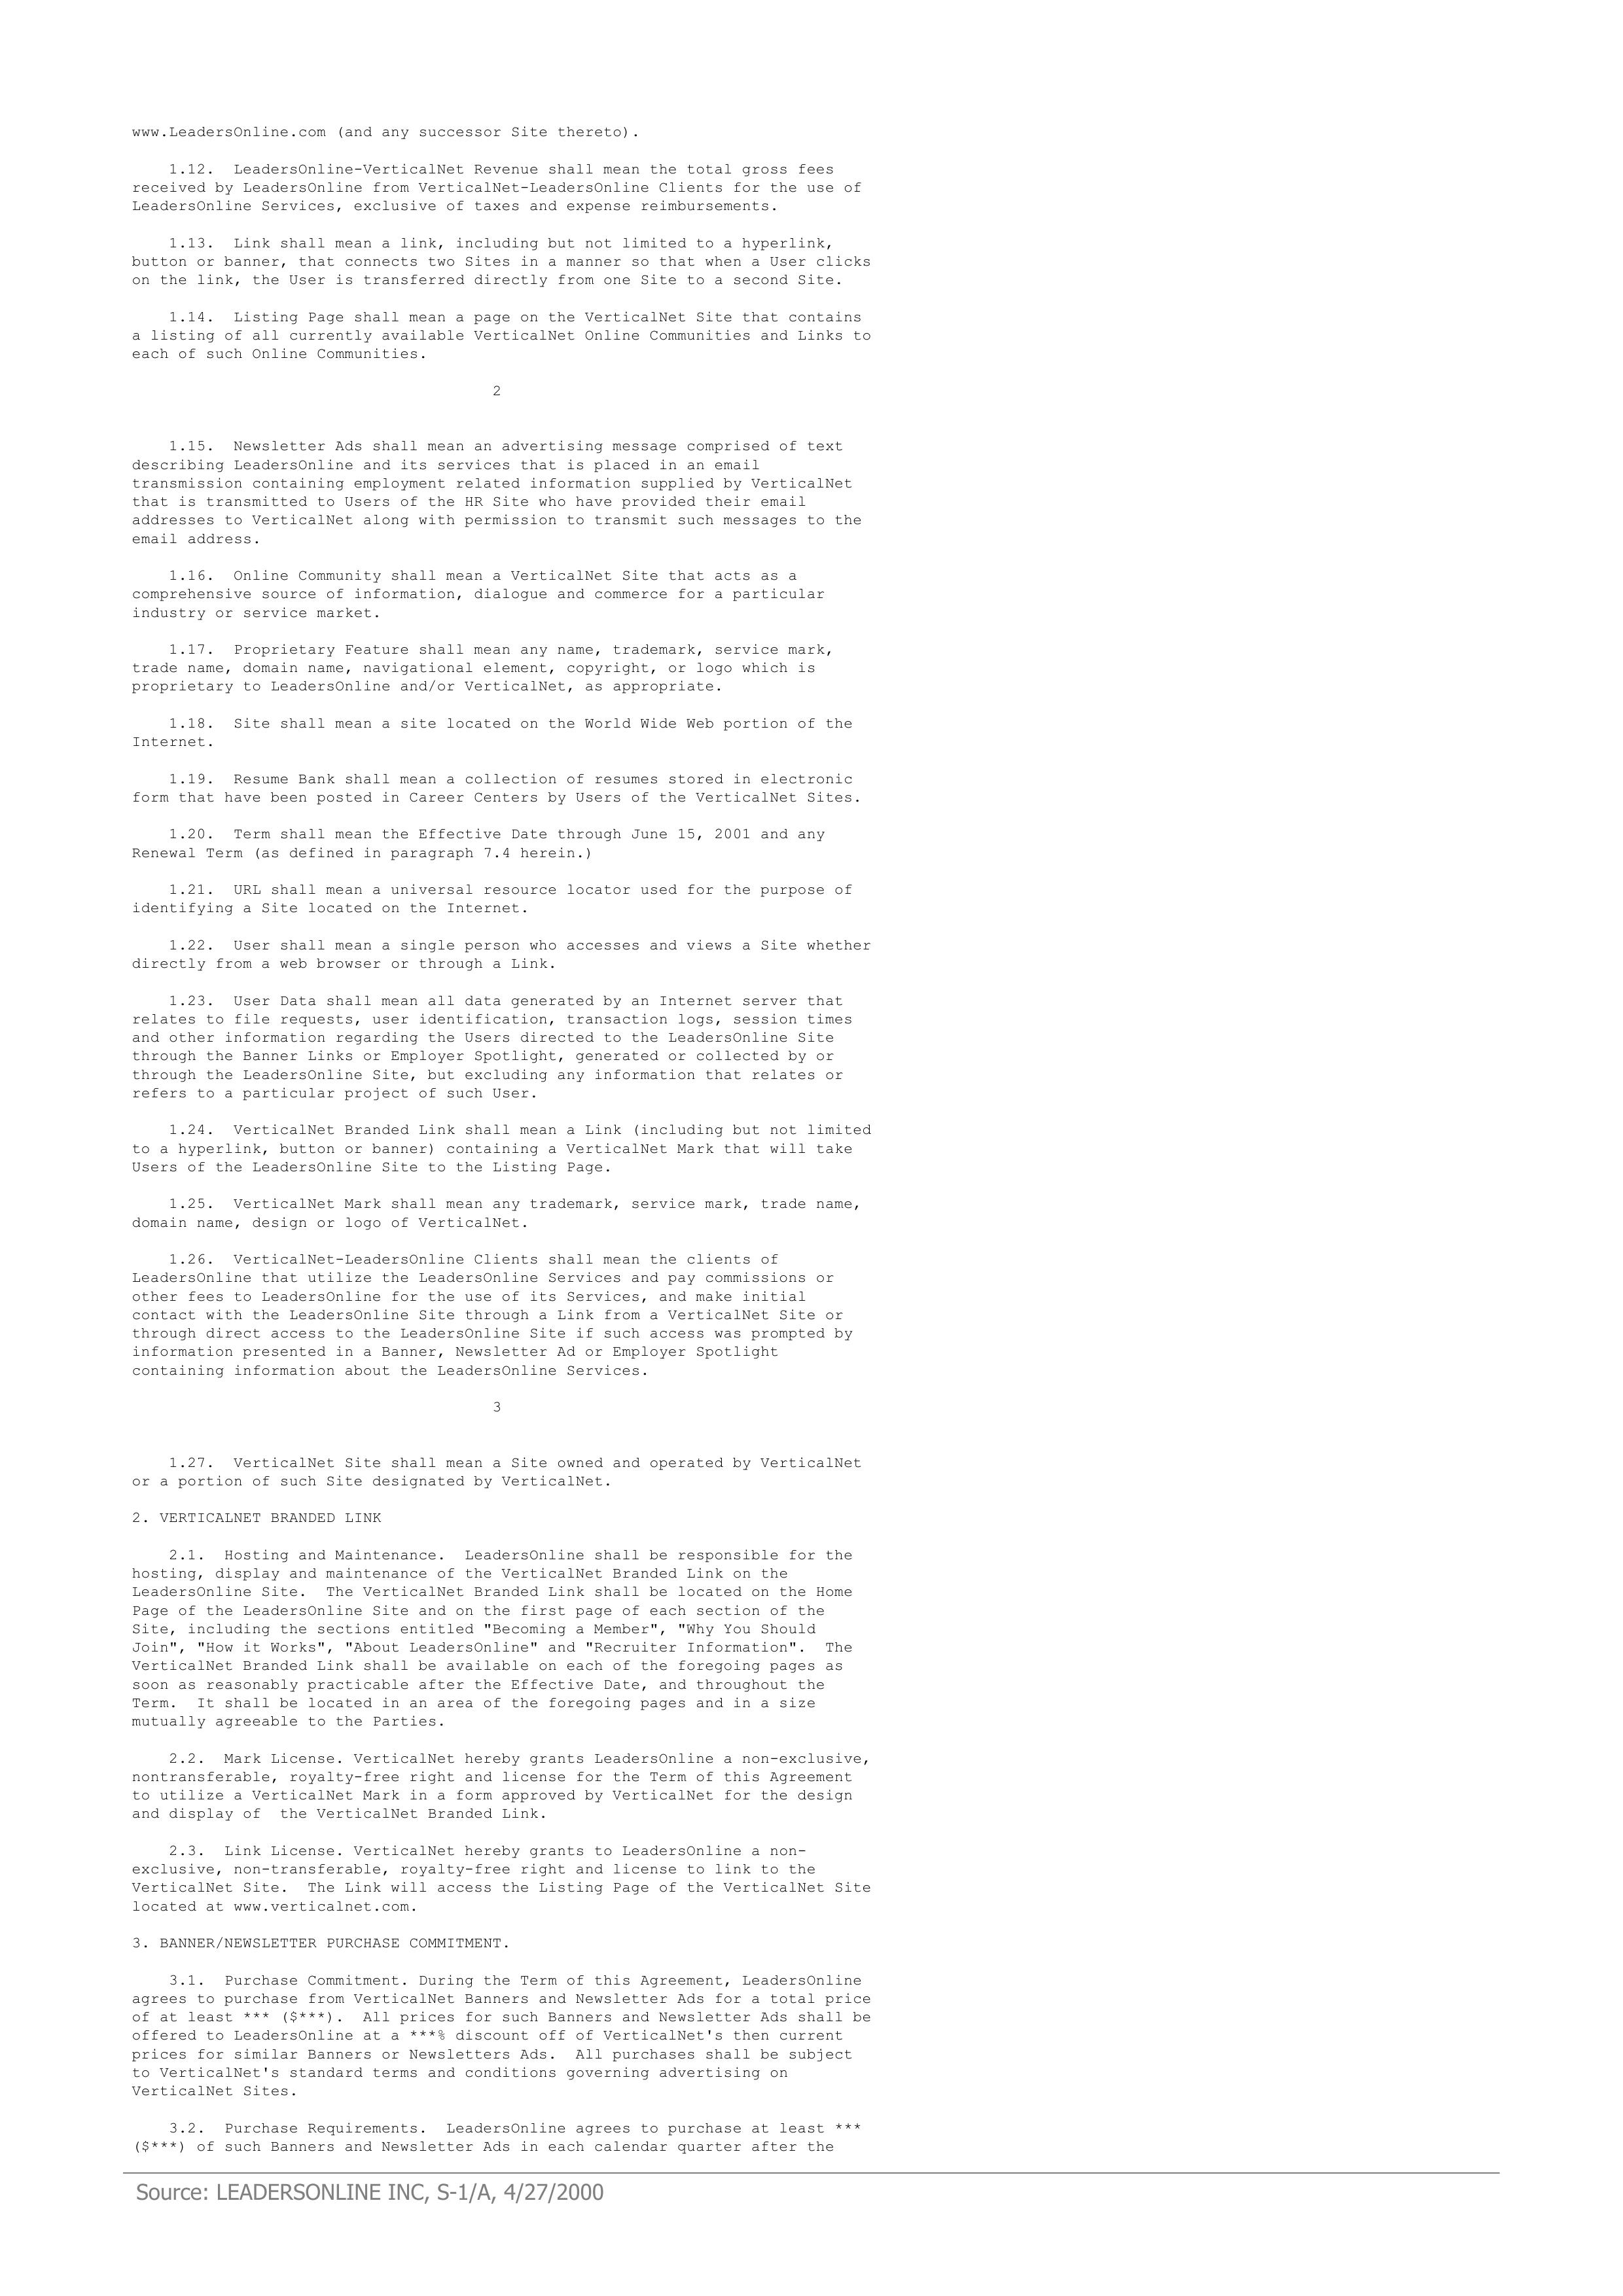 www.LeadersOnline.com (and any successor Site thereto).
1.12. LeadersOnline-VerticalNet Revenue shall mean the total gross fees
received by LeadersOnline from VerticalNet-LeadersOnline Clients for the use of
LeadersOnline Services, exclusive of taxes and expense reimbursements.
1.13. Link shall mean a link, including but not limited to a hyperlink,
button or banner, that connects two Sites in a manner so that when a User clicks
on the link, the User is transferred directly from one Site to a second Site.
1.14. Listing Page shall mean a page on the VerticalNet Site that contains
a listing of all currently available VerticalNet Online Communities and Links to
each of such Online Communities.
2
1.15. Newsletter Ads shall mean an advertising message comprised of text
describing LeadersOnline and its services that is placed in an email
transmission containing employment related information supplied by VerticalNet
that is transmitted to Users of the HR Site who have provided their email
addresses to VerticalNet along with permission to transmit such messages to the
email address.
1.16. Online Community shall mean a VerticalNet Site that acts as a
comprehensive source of information, dialogue and commerce for a particular
industry or service market.
1.17. Proprietary Feature shall mean any name, trademark, service mark,
trade name, domain name, navigational element, copyright, or logo which is
proprietary to LeadersOnline and/or VerticalNet, as appropriate.
1.18. Site shall mean a site located on the World Wide Web portion of the
Internet.
1.19. Resume Bank shall mean a collection of resumes stored in electronic
form that have been posted in Career Centers by Users of the VerticalNet Sites.
1.20. Term shall mean the Effective Date through June 15, 2001 and any
Renewal Term (as defined in paragraph 7.4 herein.)
1.21. URL shall mean a universal resource locator used for the purpose of
identifying a Site located on the Internet.
1.22. User shall mean a single person who accesses and views a Site whether
directly from a web browser or through a Link.
1.23. User Data shall mean all data generated by an Internet server that
relates to file requests, user identification, transaction logs, session times
and other information regarding the Users directed to the LeadersOnline Site
through the Banner Links or Employer Spotlight, generated or collected by or
through the LeadersOnline Site, but excluding any information that relates or
refers to a particular project of such User.
1.24. VerticalNet Branded Link shall mean a Link (including but not limited
to a hyperlink, button or banner) containing a VerticalNet Mark that will take
Users of the LeadersOnline Site to the Listing Page.
1.25. VerticalNet Mark shall mean any trademark, service mark, trade name,
domain name, design or logo of VerticalNet.
1.26. VerticalNet-LeadersOnline Clients shall mean the clients of
LeadersOnline that utilize the LeadersOnline Services and pay commissions or
other fees to LeadersOnline for the use of its Services, and make initial
contact with the LeadersOnline Site through a Link from a VerticalNet Site or
through direct access to the LeadersOnline Site if such access was prompted by
information presented in a Banner, Newsletter Ad or Employer Spotlight
containing information about the LeadersOnline Services.
3
1.27. VerticalNet Site shall mean a Site owned and operated by VerticalNet
or a portion of such Site designated by VerticalNet.
2. VERTICALNET BRANDED LINK
2.1. Hosting and Maintenance. LeadersOnline shall be responsible for the
hosting, display and maintenance of the VerticalNet Branded Link on the
LeadersOnline Site. The VerticalNet Branded Link shall be located on the Home
Page of the LeadersOnline Site and on the first page of each section of the
Site, including the sections entitled "Becoming a Member", "Why You Should
Join", "How it Works", "About LeadersOnline" and "Recruiter Information". The
VerticalNet Branded Link shall be available on each of the foregoing pages as
soon as reasonably practicable after the Effective Date, and throughout the
Term. It shall be located in an area of the foregoing pages and in a size
mutually agreeable to the Parties.
2.2. Mark License. VerticalNet hereby grants LeadersOnline a non-exclusive,
nontransferable, royalty-free right and license for the Term of this Agreement
to utilize a VerticalNet Mark in a form approved by VerticalNet for the design
and display of the VerticalNet Branded Link.
2.3. Link License. VerticalNet hereby grants to LeadersOnline a non-
exclusive, non-transferable, royalty-free right and license to link to the
VerticalNet Site. The Link will access the Listing Page of the VerticalNet Site
located at www.verticalnet.com.
3. BANNER/NEWSLETTER PURCHASE COMMITMENT.
3.1. Purchase Commitment. During the Term of this Agreement, LeadersOnline
agrees to purchase from VerticalNet Banners and Newsletter Ads for a total price
of at least *** ($***). All prices for such Banners and Newsletter Ads shall be
offered to LeadersOnline at a ***% discount off of VerticalNet's then current
prices for similar Banners or Newsletters Ads. All purchases shall be subject
to VerticalNet's standard terms and conditions governing advertising on
VerticalNet Sites.
3.2. Purchase Requirements. LeadersOnline agrees to purchase at least ***
($***) of such Banners and Newsletter Ads in each calendar quarter after the
Source: LEADERSONLINE INC, S-1/A, 4/27/2000